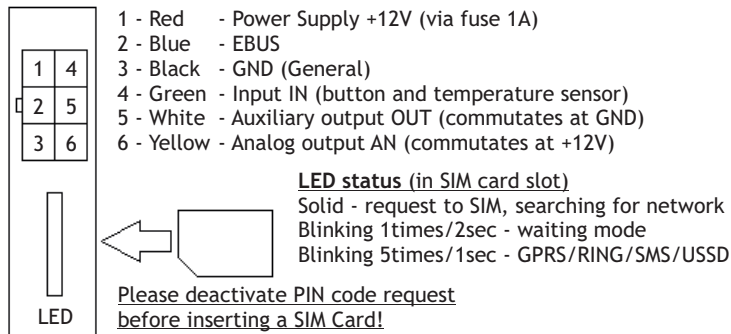 1 - Red - Power Supply +12V (via fuse 1A)
2 - Blue - EBUS
3 - Black - GND (General)
4 - Green - Input IN (button and temperature sensor)
5 - White - Auxiliary output OUT (commutates at GND)
6 - Yellow - Analog output AN (commutates at +12V)
1 4
2 5
3 6
LED status (in SIM card slot)
Solid - request to SIM, searching for network
Blinking 1times/2sec - waiting mode
Blinking 5times/1sec - GPRS/RING/SMS/USSD
Please deactivate PIN code request
before inserting a SIM Card!
LED